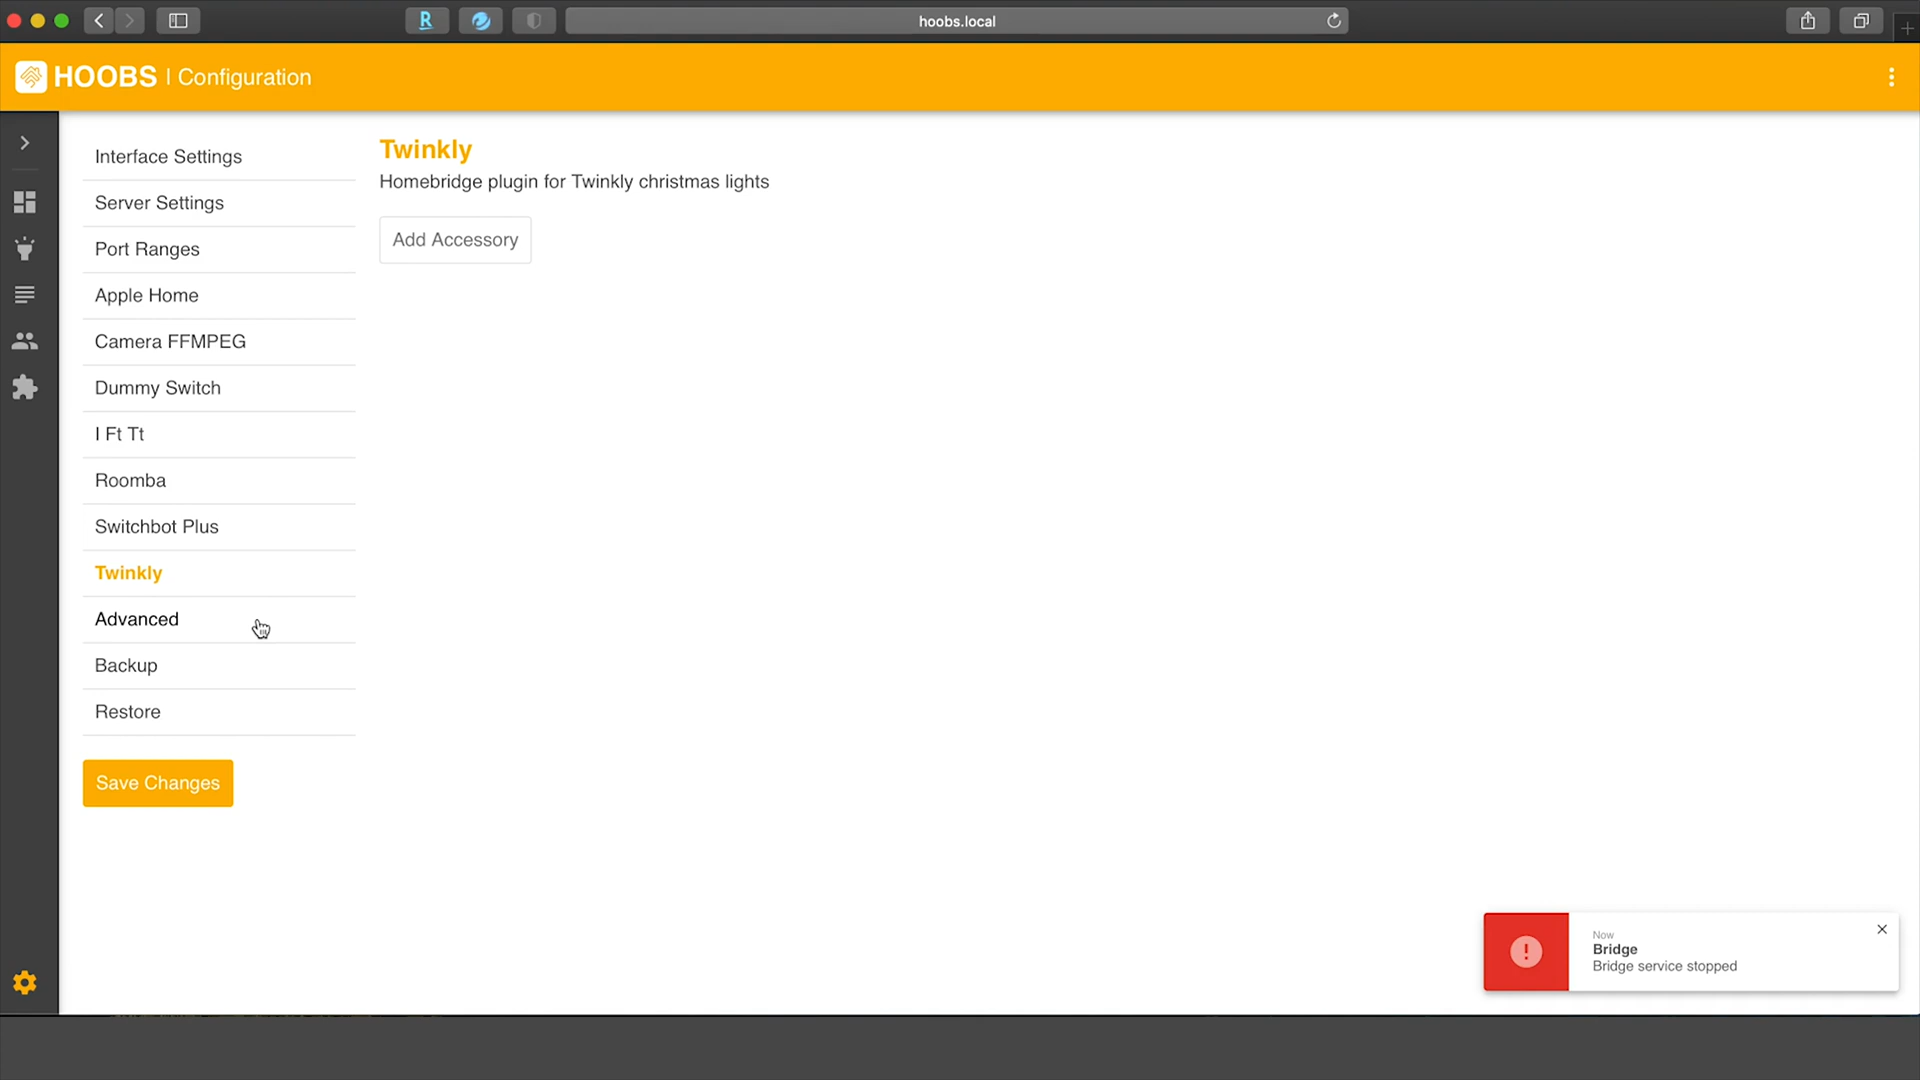 R
hoobs.local
HOOBS | Configuration
Interface Settings
Server Settings
Port Ranges
Apple Home
Camera FFMPEG
Dummy Switch
I Ft Tt
Roomba
Switchbot Plus
Twinkly
Advanced
Backup
Restore
Save Changes
Twinkly
Homebridge plugin for Twinkly christmas lights
Add Accessory
Now
Bridge
Bridge service stopped